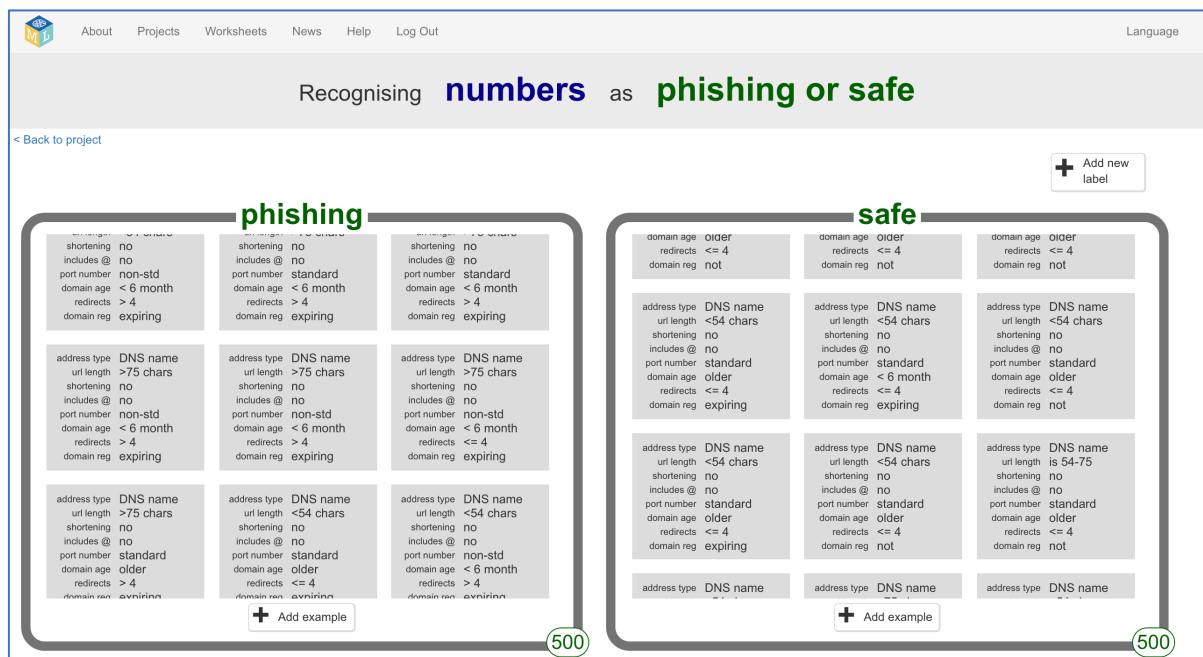 ML
About Projects Worksheets News Help Log Out Language
Recognising numbers as phishing or safe
< Back to project
Add new
label
phishing
shortening no shortening no shortening no
includes @ no includes @ no includes @ no
port number non-std port number standard port number standard
domain age < 6 month domain age < 6 month domain age < 6 month
redirects > 4 redirects > 4 redirects > 4
domain reg expiring domain reg expiring domain reg expiring
address type DNS name address type DNS name address type DNS name
url length >75 chars url length >75 chars url length >75 chars
shortening no shortening no shortening no
includes @ no includes @ no includes @ no
port number non-std port number non-std port number non-std
domain age < 6 month domain age < 6 month domain age < 6 month
redirects > 4 redirects > 4 redirects <= 4
domain reg expiring domain reg expiring domain reg expiring
address type DNS name address type DNS name address type DNS name
url length >75 chars url length <54 chars url length <54 chars
shortening no shortening no shortening no
includes @ no includes @ no includes @ no
port number standard port number standard port number non-std
domain age older domain age older domain age < 6 month
redirects > 4 redirects <= 4 redirects > 4
domain reg expiring domain reg expiring domain reg expiring
Add example
500
safe
domain age older domain age older domain age older
redirects <= 4 redirects <= 4 redirects <= 4
domain reg not domain reg not domain reg not
address type DNS name address type DNS name address type DNS name
url length <54 chars url length <54 chars url length <54 chars
shortening no shortening no shortening no
includes @ no includes @ no includes @ no
port number standard port number standard port number standard
domain age older domain age < 6 month domain age older
redirects <= 4 redirects <= 4 redirects <= 4
domain reg expiring domain reg expiring domain reg not
address type DNS name address type DNS name address type DNS name
url length <54 chars url length <54 chars url length is 54-75
shortening no shortening no shortening no
includes @ no includes @ no includes @ no
port number standard port number standard port number standard
domain age older domain age older domain age older
redirects <= 4 redirects <= 4 redirects <= 4
domain reg expiring domain reg not domain reg not
address type DNS name address type DNS name address type DNS name
Add example
500